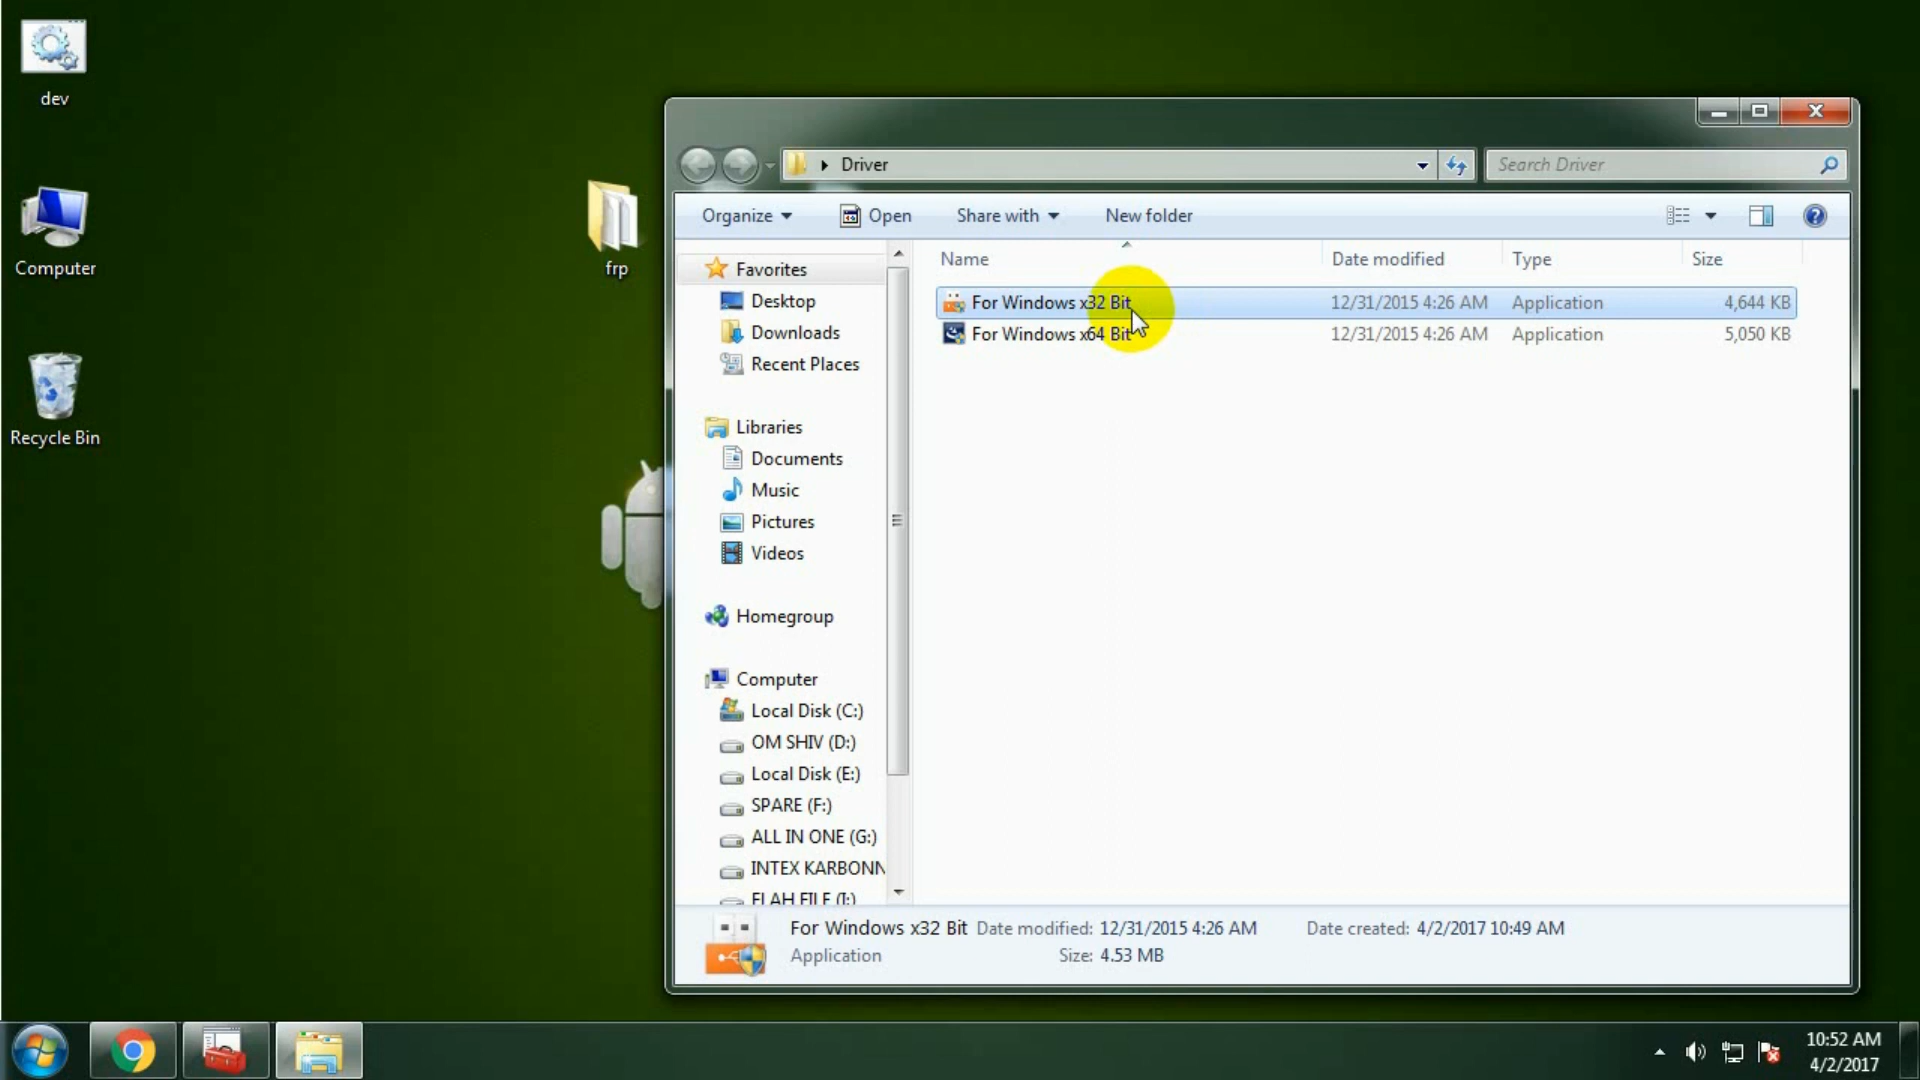 dev
Computer
Recycle Bin
frp
Driver
Search Driver
Organize
Open
Share with
New folder
Name
Date modified
Type
Size
For Windows x32 Bit
12/31/2015 4:26 AM
Application
4,644 KB
For Windows x64 Bit
12/31/2015 4:26 AM
Application
5,050 KB
Favorites
Desktop
Downloads
Recent Places
Libraries
Documents
Music
Pictures
Videos
Homegroup
Computer
Local Disk (C:)
OM SHIV (D:)
Local Disk (E:)
SPARE (F:)
ALL IN ONE (G:)
INTEX KARBONN
FLAH FILE (I:)
For Windows x32 Bit Date modified: 12/31/2015 4:26 AM Date created: 4/2/2017 10:49 AM
Application Size: 4.53 MB
10:52 AM
4/2/2017